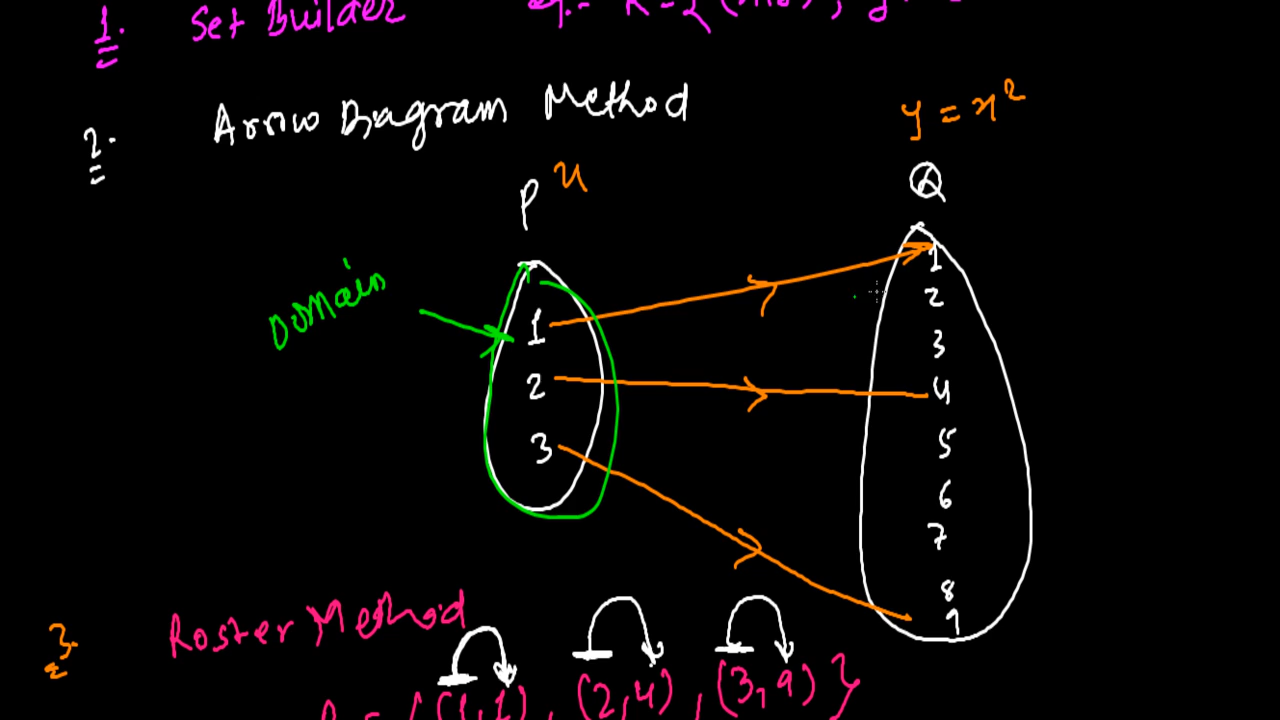 1. Set Builder eg:-
2. Arrow Diagram Method
y = x²
P x Q
Domain
1 1
2
3
2 4
3 5
6
7
8
9
3. Roster Method
R = {(1,1), (2,4), (3,9)}